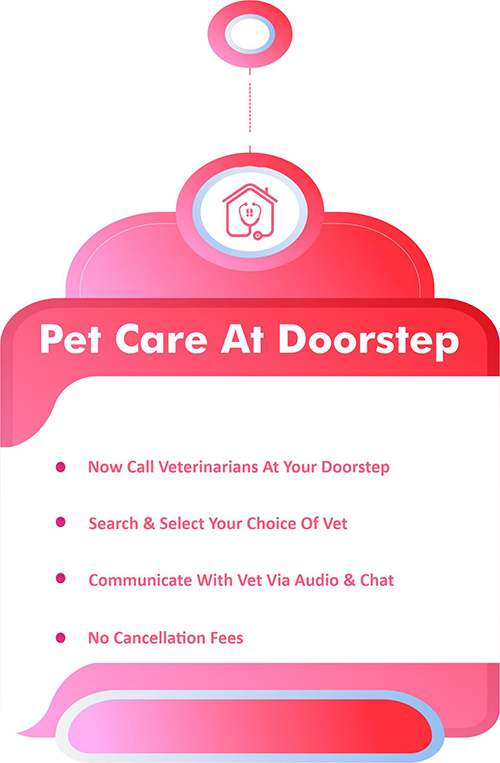 Pet Care At Doorstep
Now Call Veterinarians At Your Doorstep
Search & Select Your Choice Of Vet
Communicate With Vet Via Audio & Chat
No Cancellation Fees